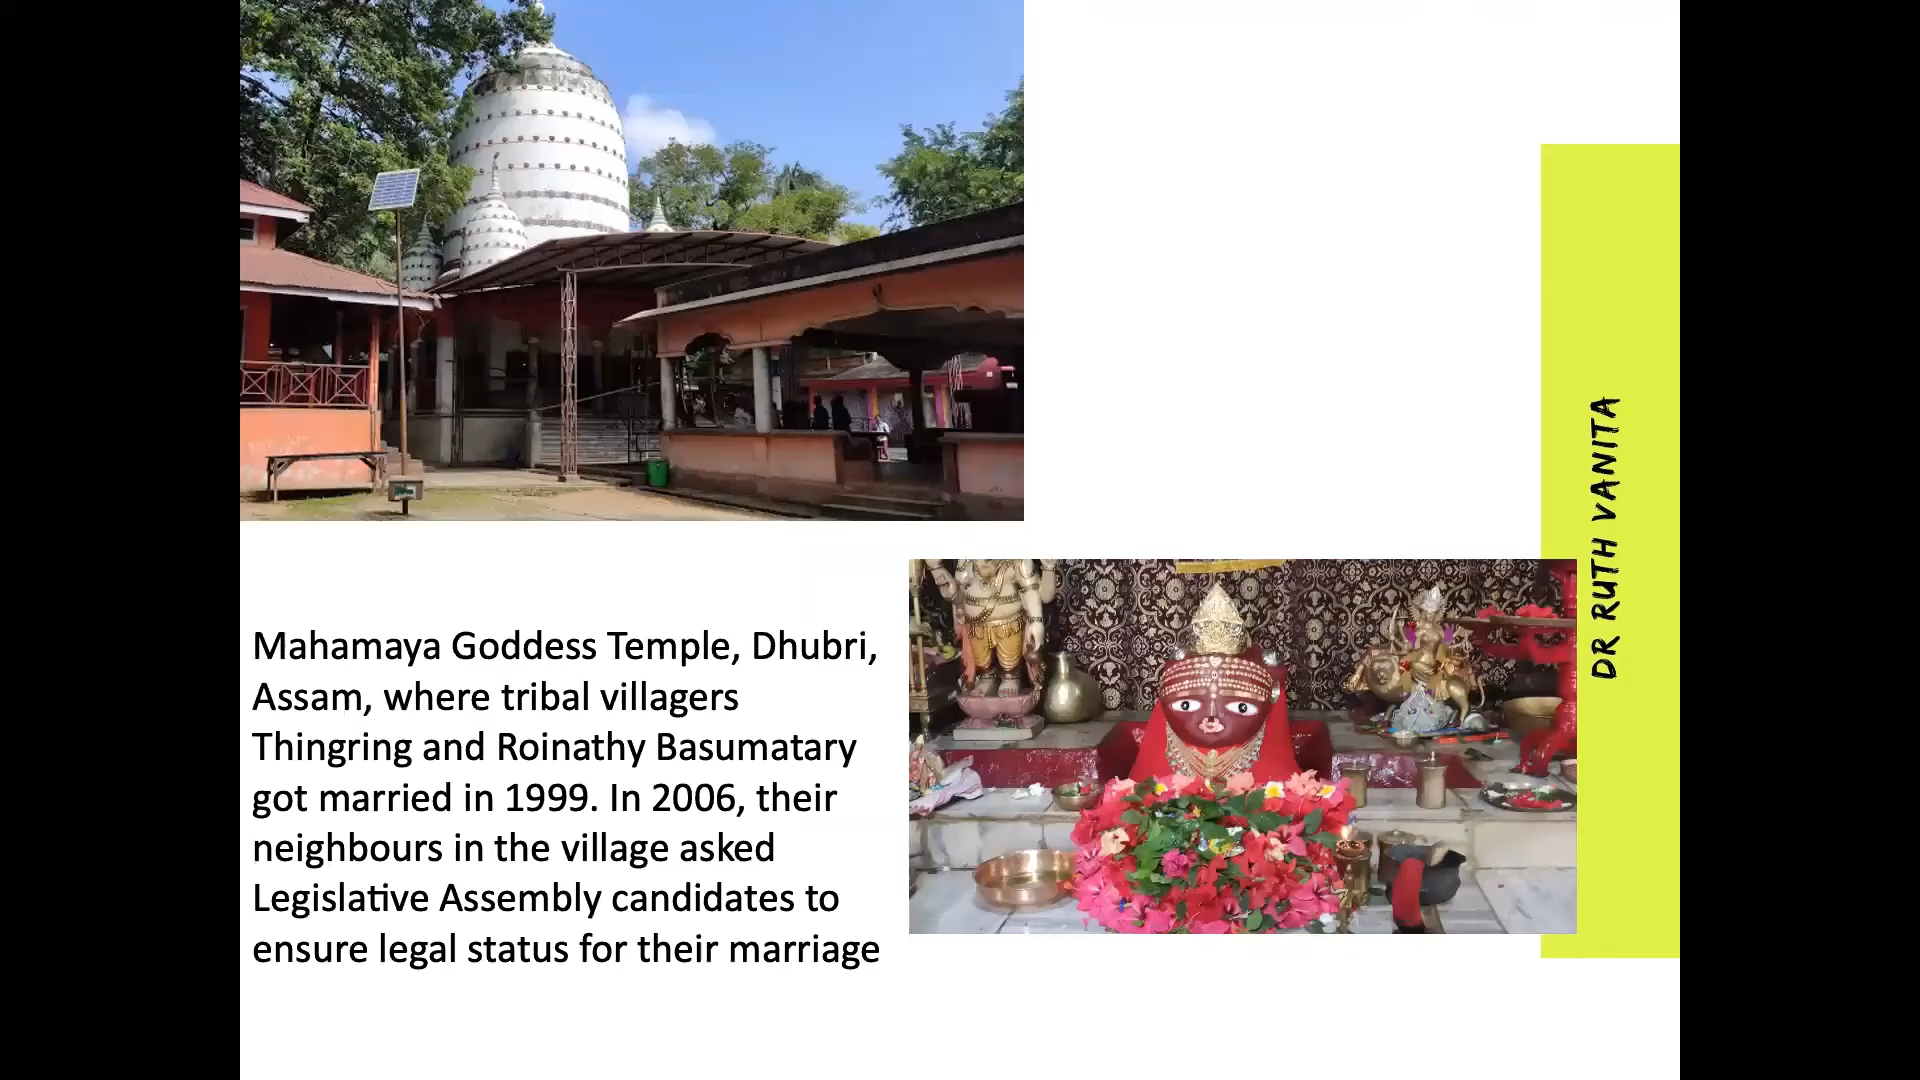 Mahamaya Goddess Temple, Dhubri,
Assam, where tribal villagers
Thingring and Roinathy Basumatary
got married in 1999. In 2006, their
neighbours in the village asked
Legislative Assembly candidates to
ensure legal status for their marriage
DR RUTH VANITA